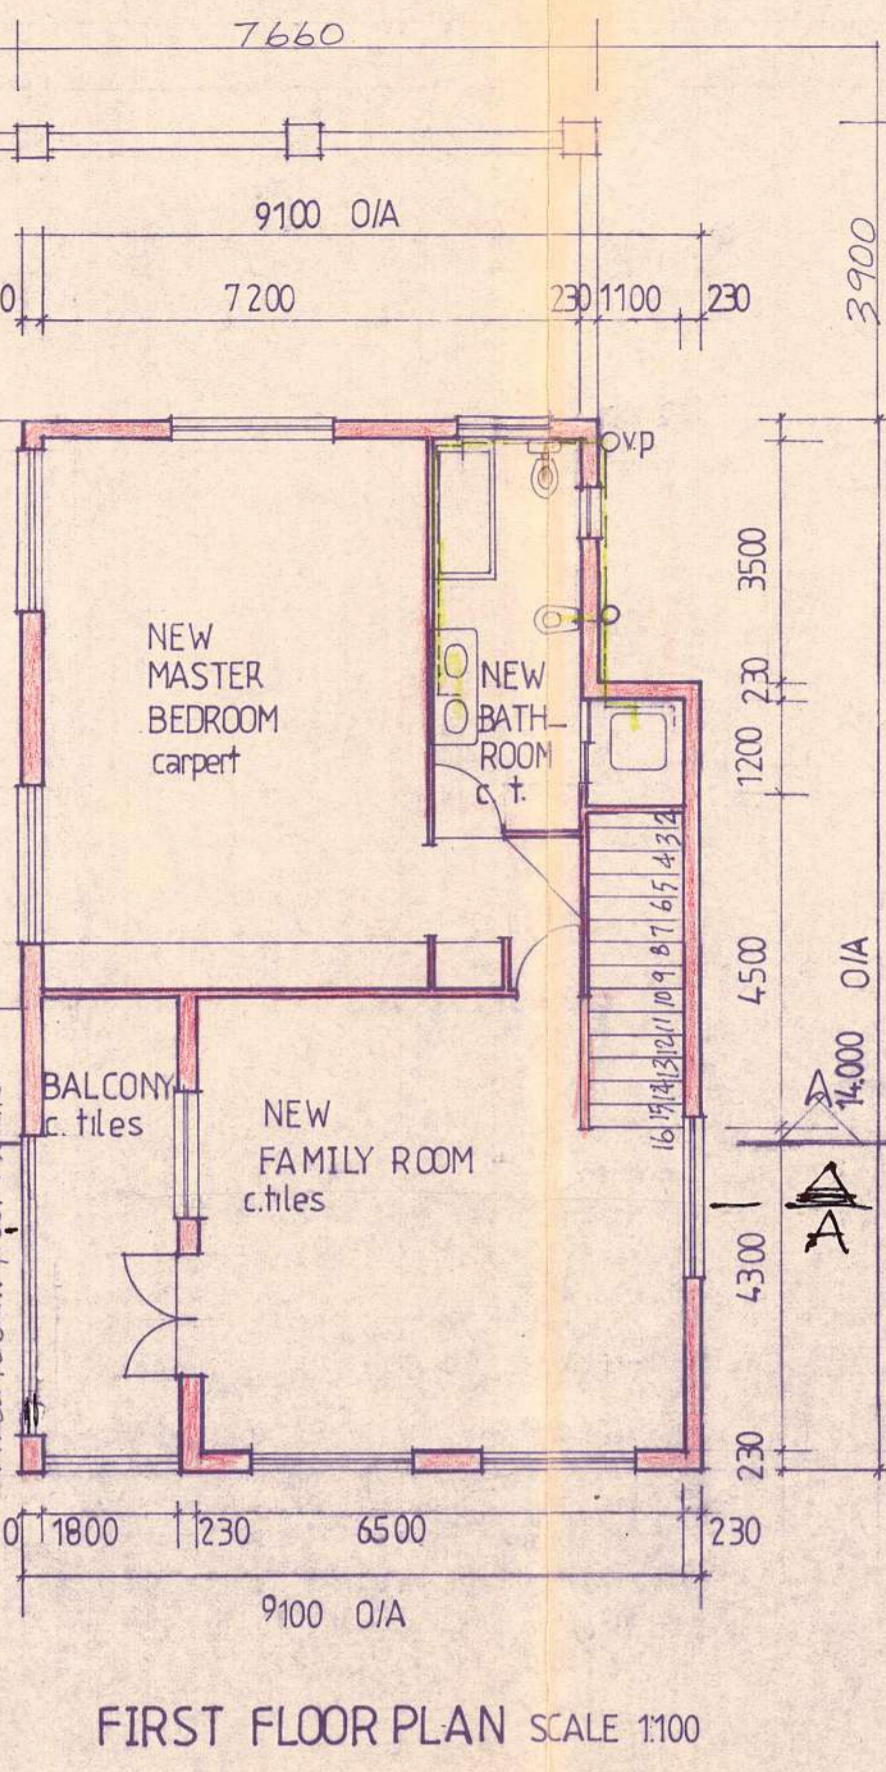 7660
9100 O/A
3900
0 7200 230 1100 230
v.p
3500
NEW
MASTER
BEDROOM
carpert
NEW
BATH-
ROOM
c t.
230
1200
2
3
4
5
6
7
8
9
10
11
12
13
14
15
16
4500
14.000 O/A
A
BALCONY
c. tiles
NEW
FAMILY ROOM
c.tiles
A
4300
230
0 1800 230 6500 230
9100 O/A
FIRST FLOOR PLAN SCALE 1:100